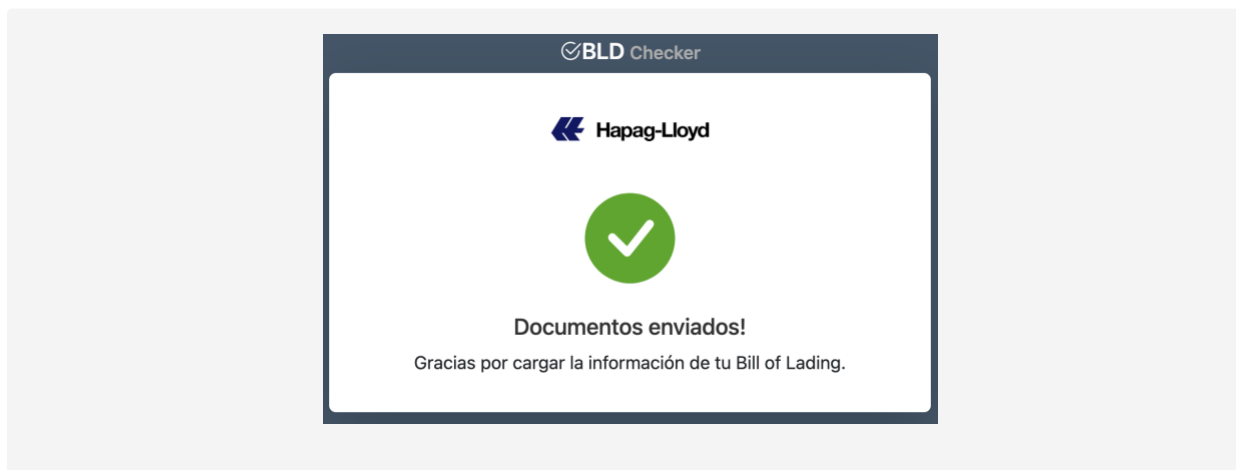 BLD Checker
Hapag-Lloyd
Documentos enviados!
Gracias por cargar la información de tu Bill of Lading.